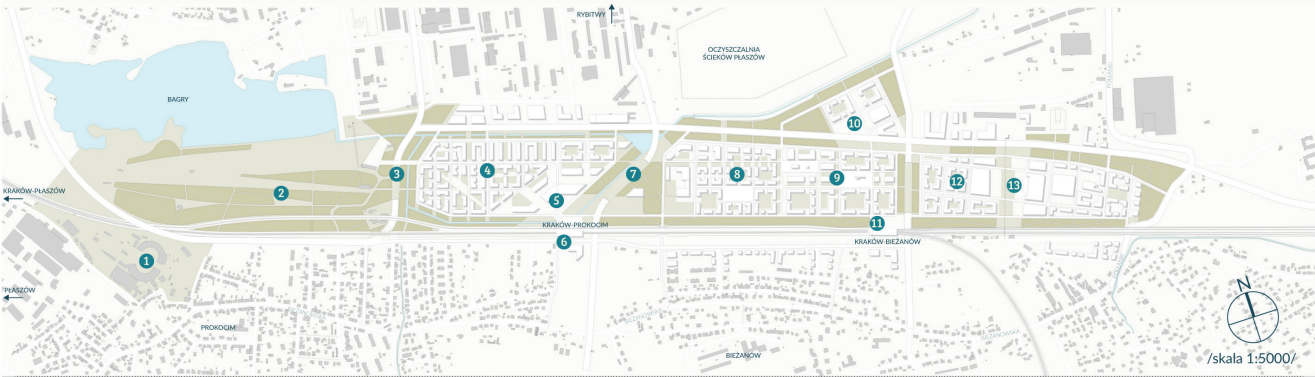 RYBITWY
OCZYSZCZALNIA
ŚCIEKÓW PŁASZÓW
BAGRY
10
3
4
7
8
9
12
13
2
5
KRAKÓW-PŁASZÓW
11
KRAKÓW-PROKOCIM
6
KRAKÓW-BIEŻANÓW
1
PŁASZÓW
N
PROKOCIM
BIEŻANÓW
/skala 1:5000/